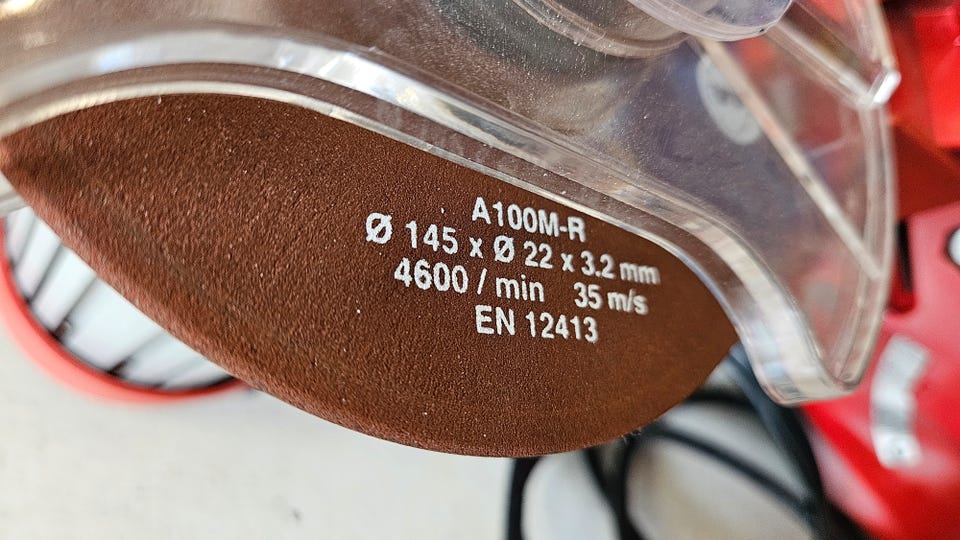 A100M-R
Ø 145 x Ø 22 x 3.2 mm
4600 / min 35 m/s
EN 12413